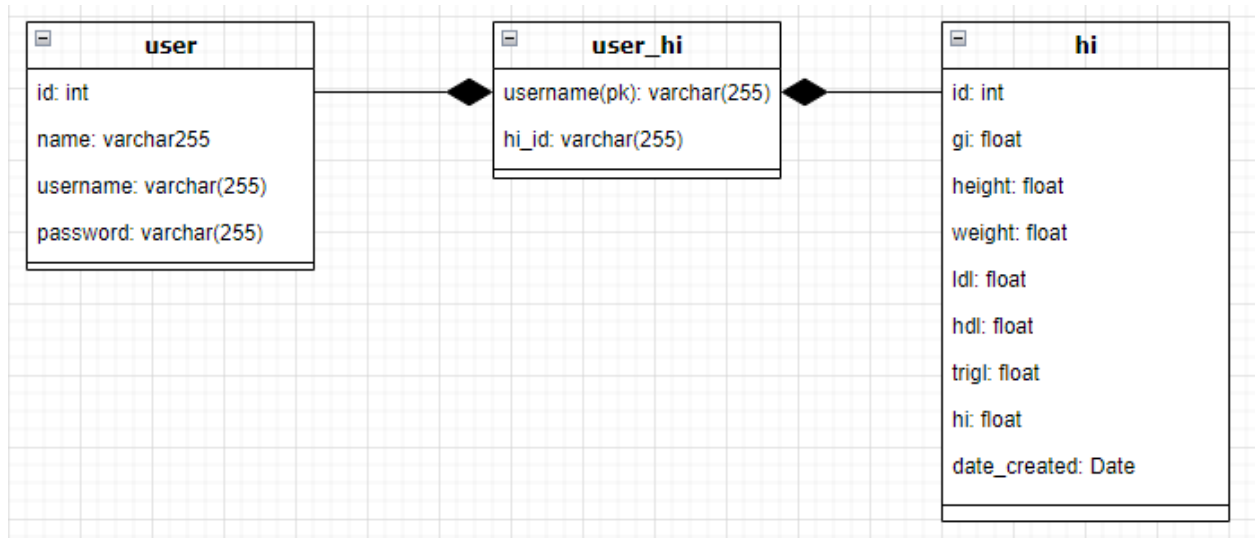 user
id: int
name: varchar255
username: varchar(255)
password: varchar(255)
user_hi
username(pk): varchar(255)
hi_id: varchar(255)
hi
id: int
gi: float
height: float
weight: float
ldl: float
hdl: float
trigl: float
hi: float
date_created: Date